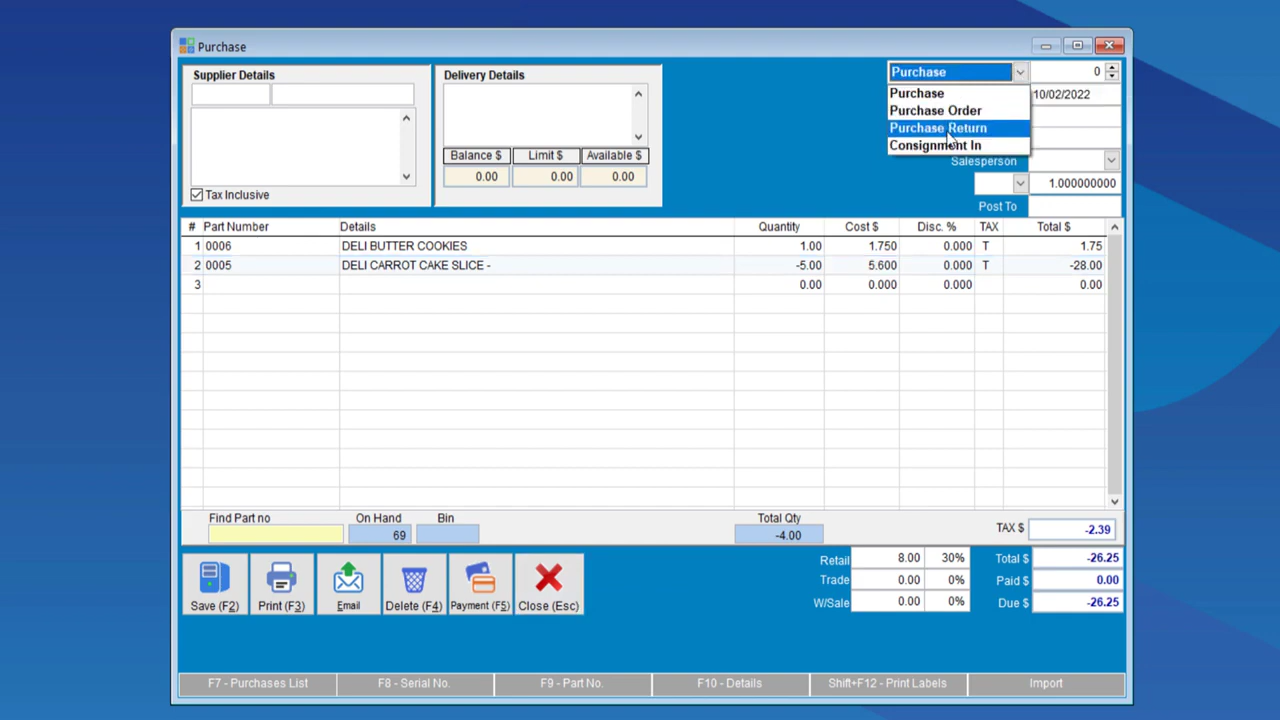 Purchase
Supplier Details
Delivery Details
Purchase 0
Purchase
10/02/2022
Purchase Order
Purchase Return
Consignment In
Balance $ Limit $ Available $
Salesperson
0.00 0.00 0.00
1.000000000
Tax Inclusive
Post To
# Part Number Details Quantity Cost $ Disc. % TAX Total $
1 0006 DELI BUTTER COOKIES 1.00 1.750 0.000 T 1.75
2 0005 DELI CARROT CAKE SLICE - -5.00 5.600 0.000 T -28.00
3 0.00 0.000 0.000 0.00
Find Part no On Hand Bin Total Qty
69 -4.00
TAX $ -2.39
Retail 8.00 30% Total $ -26.25
Trade 0.00 0% Paid $ 0.00
W/Sale 0.00 0% Due $ -26.25
Save (F2) Print (F3) Email Delete (F4) Payment (F5) Close (Esc)
F7 - Purchases List F8 - Serial No. F9 - Part No. F10 - Details Shift+F12 - Print Labels Import